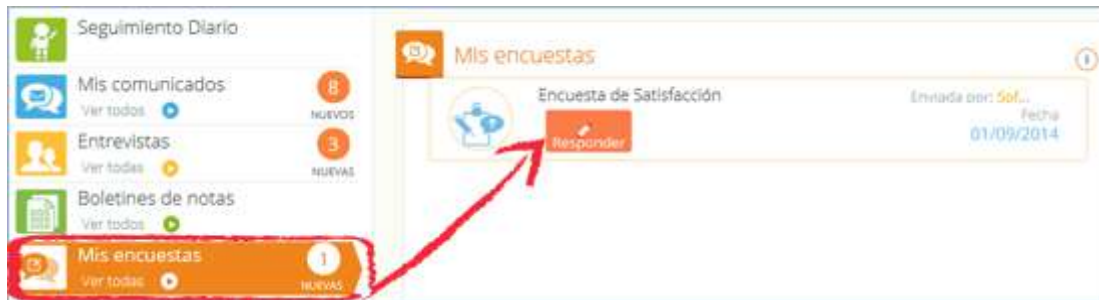 Seguimiento Diario
Mis comunicados
Ver todos
8
NUEVOS
Entrevistas
Ver todas
3
NUEVAS
Boletines de notas
Ver todos
Mis encuestas
Ver todas
1
NUEVAS
Mis encuestas
Encuesta de Satisfacción
Responder
Enviada por: Sof...
Fecha
01/09/2014